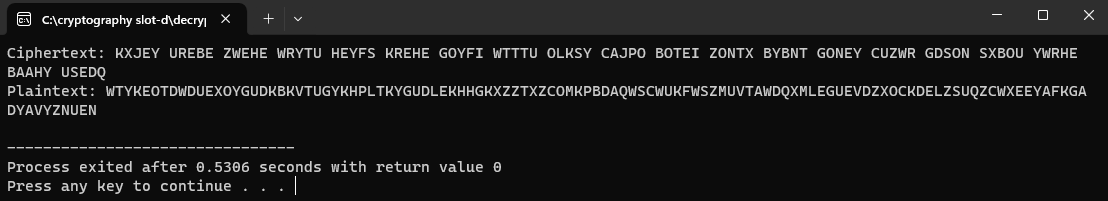 C:\cryptography slot-d\decryp
Ciphertext: KXJEY UREBE ZWEHE WRYTU HEYFS KREHE GOYFI WTTTU OLKSY CAJPO BOTEI ZONTX BYBNT GONEY CUZWR GDSON SXBOU YWRHE
BAAHY USEDQ
Plaintext: WTYKEOTDWDUEXOYGUDKBKVTUGYKHPLTKYGUDLEKHHGKXZZTXZCOMKPBDAQWSCWUKFWSZMUVTAWDQXMLEGUEVDZXOCKDELZSUQZCWXEEYAFKGA
DYAVYZNUEN
--------------------------------
Process exited after 0.5306 seconds with return value 0
Press any key to continue . . .